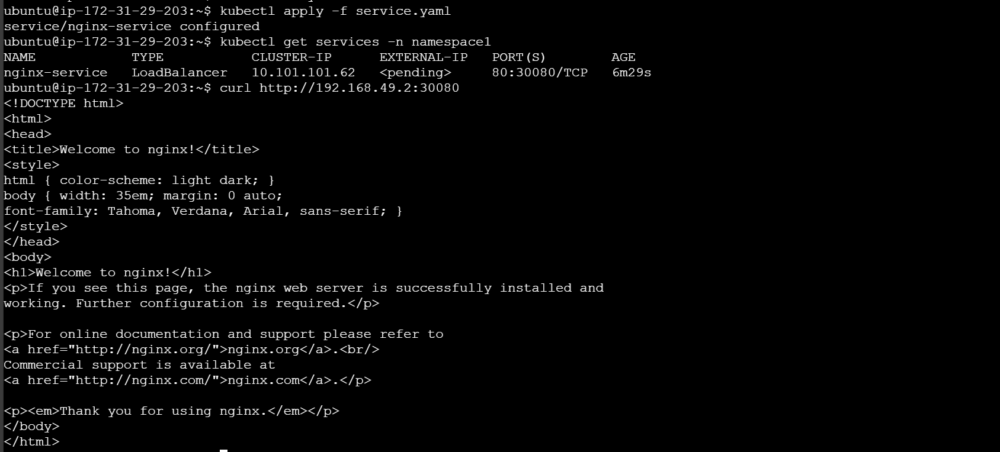 ubuntu@ip-172-31-29-203:~$ kubectl apply -f service.yaml
service/nginx-service configured
ubuntu@ip-172-31-29-203:~$ kubectl get services -n namespace1
NAME            TYPE           CLUSTER-IP      EXTERNAL-IP   PORT(S)        AGE
nginx-service   LoadBalancer   10.101.101.62   <pending>     80:30080/TCP   6m29s
ubuntu@ip-172-31-29-203:~$ curl http://192.168.49.2:30080
<!DOCTYPE html>
<html>
<head>
<title>Welcome to nginx!</title>
<style>
html { color-scheme: light dark; }
body { width: 35em; margin: 0 auto;
font-family: Tahoma, Verdana, Arial, sans-serif; }
</style>
</head>
<body>
<h1>Welcome to nginx!</h1>
<p>If you see this page, the nginx web server is successfully installed and
working. Further configuration is required.</p>

<p>For online documentation and support please refer to
<a href="http://nginx.org/">nginx.org</a>.<br/>
Commercial support is available at
<a href="http://nginx.com/">nginx.com</a>.</p>

<p><em>Thank you for using nginx.</em></p>
</body>
</html>